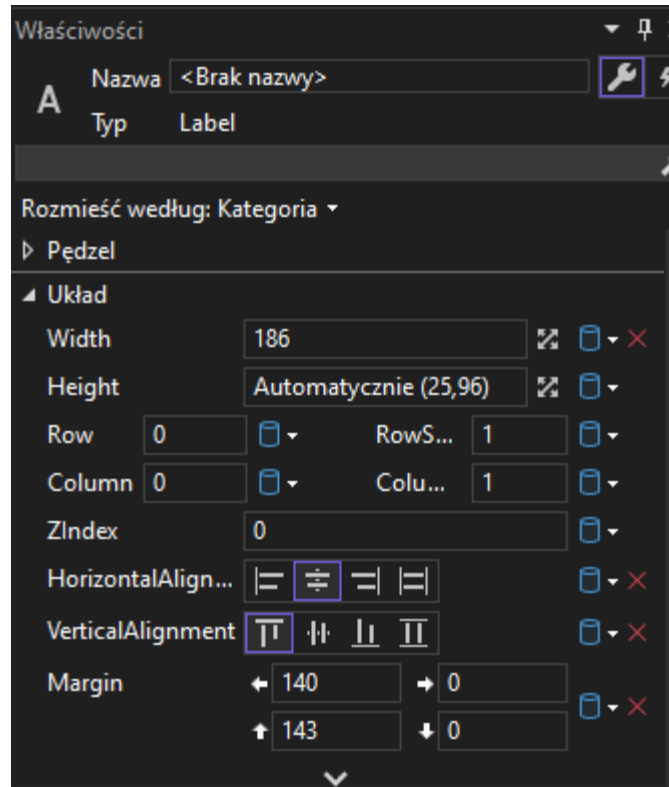 Właściwości
Nazwa <Brak nazwy>
A
Typ Label
Rozmieść według: Kategoria
Pędzel
Układ
Width 186
Height Automatycznie (25,96)
Row 0 RowS... 1
Column 0 Colu... 1
ZIndex 0
HorizontalAlign...
VerticalAlignment
Margin 140 0
143 0